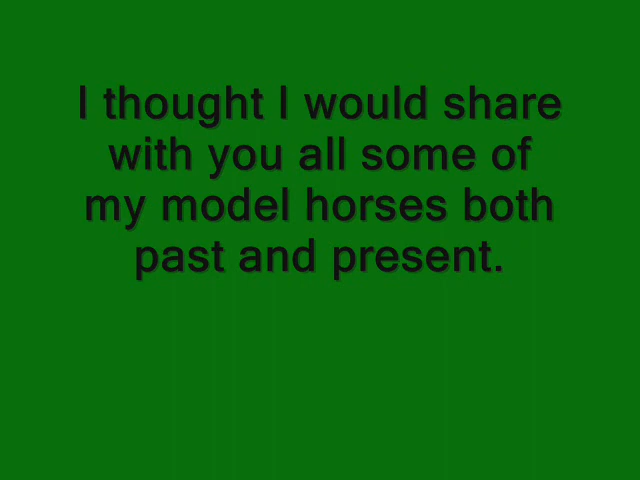 I thought I would share
with you all some of
my model horses both
past and present.